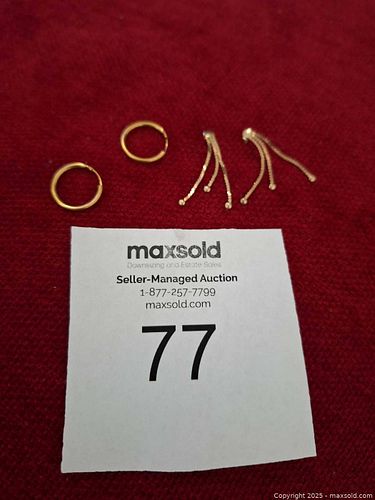 maxsold
Downsizing and Estate Sales
Seller-Managed Auction
1-877-257-7799
maxsold.com
77
Copyright © 2025 - maxsold.com